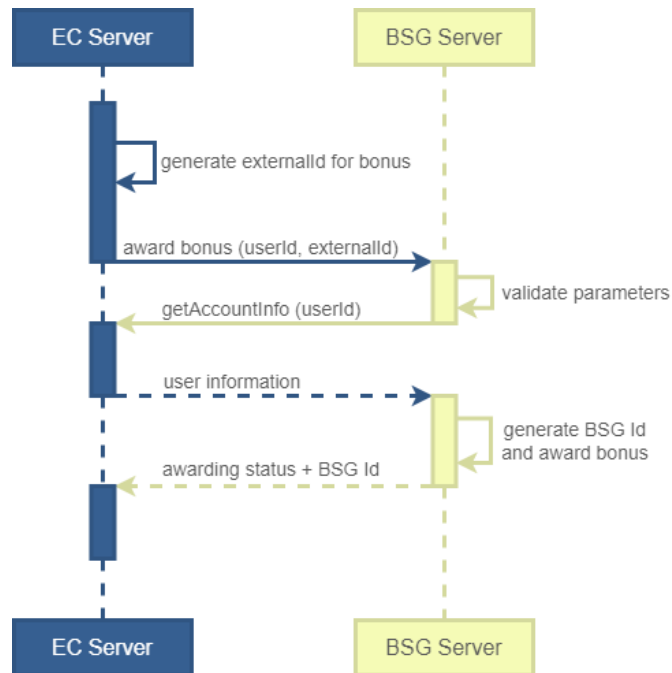 EC Server
BSG Server
generate externalId for bonus
award bonus (userId, externalId)
validate parameters
getAccountInfo (userId)
user information
generate BSG Id
and award bonus
awarding status + BSG Id
EC Server
BSG Server